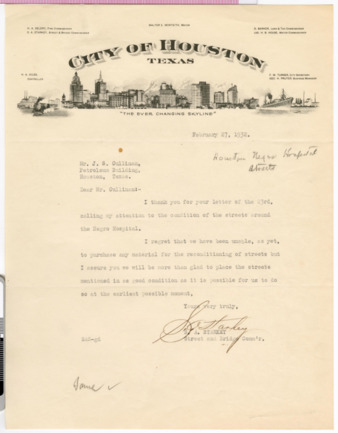 CITY OF HOUSTON
TEXAS
"THE EVER CHANGING SKYLINE"
February 27, 1934.
Houston Negro Hospital
Streets
Mr. J. S. Cullinan,
Petroleum Building,
Houston, Texas.
Dear Mr. Cullinan:-
I thank you for your letter of the 23rd,
calling my attention to the condition of the streets around
the Negro Hospital.
I regret that we have been unable, as yet,
to purchase any material for the reconditioning of streets but
I assure you we will be more than glad to place the streets
mentioned in as good condition as it is possible for us to do
so at the earliest possible moment.
Yours very truly,
Street and Bridge Comm'r.